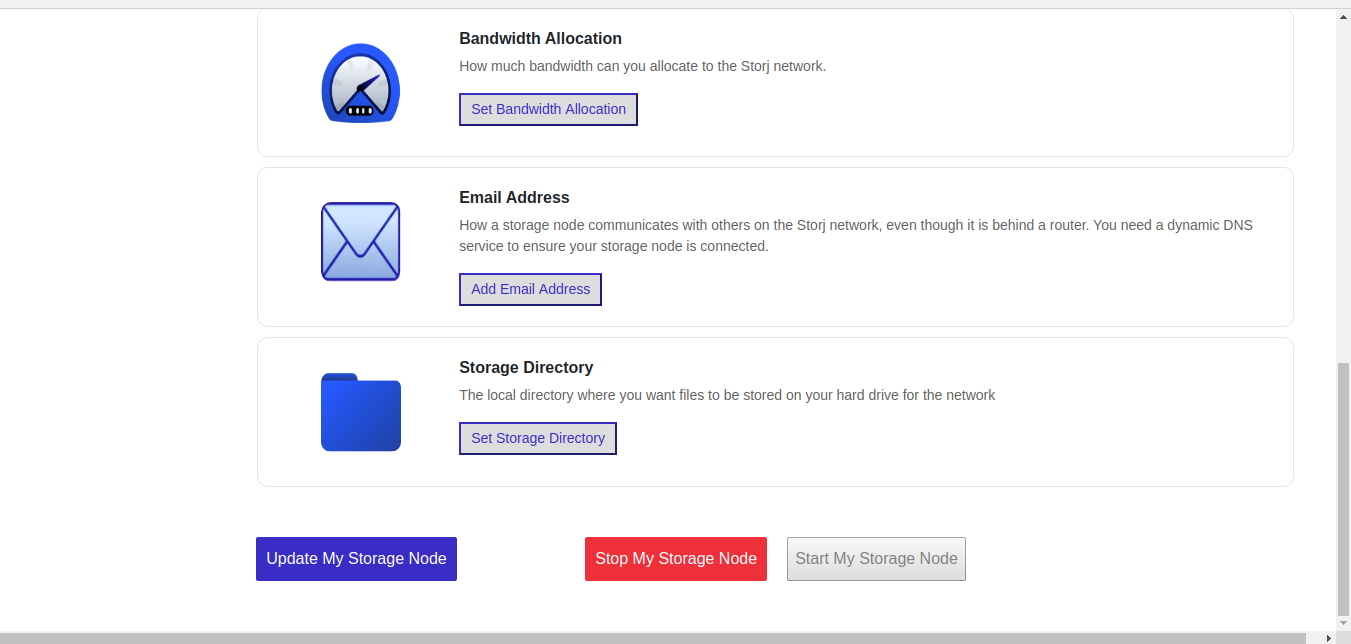 Bandwidth Allocation
How much bandwidth can you allocate to the Storj network.
Set Bandwidth Allocation
Email Address
How a storage node communicates with others on the Storj network, even though it is behind a router. You need a dynamic DNS
service to ensure your storage node is connected.
Add Email Address
Storage Directory
The local directory where you want files to be stored on your hard drive for the network
Set Storage Directory
Update My Storage Node
Stop My Storage Node
Start My Storage Node